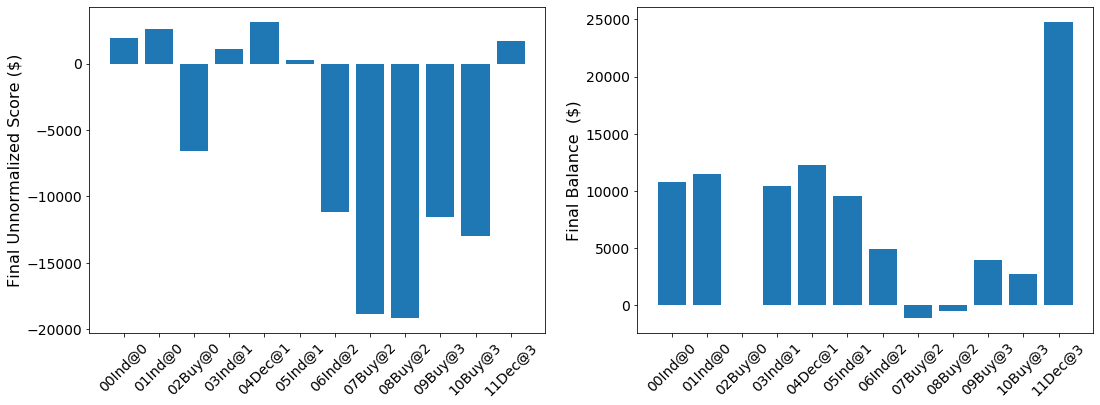 Final Unnormalized Score ($)
0
−5000
−10000
−15000
−20000
00Ind@0
01Ind@0
02Buy@0
03Ind@1
04Dec@1
05Ind@1
06Ind@2
07Buy@2
08Buy@2
09Buy@3
10Buy@3
11Dec@3
Final Balance ($)
25000
20000
15000
10000
5000
0
00Ind@0
01Ind@0
02Buy@0
03Ind@1
04Dec@1
05Ind@1
06Ind@2
07Buy@2
08Buy@2
09Buy@3
10Buy@3
11Dec@3